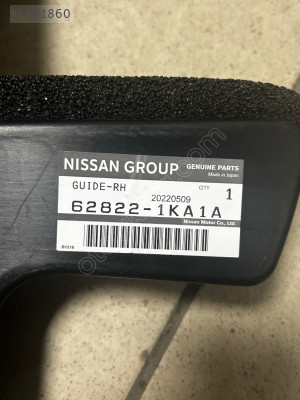 1860
NISSAN GROUP GENUINE PARTS
Made in Japan
GUIDE-RH
20220509
QTY 1
62822-1KA1A
Nissan Motor Co., Ltd.